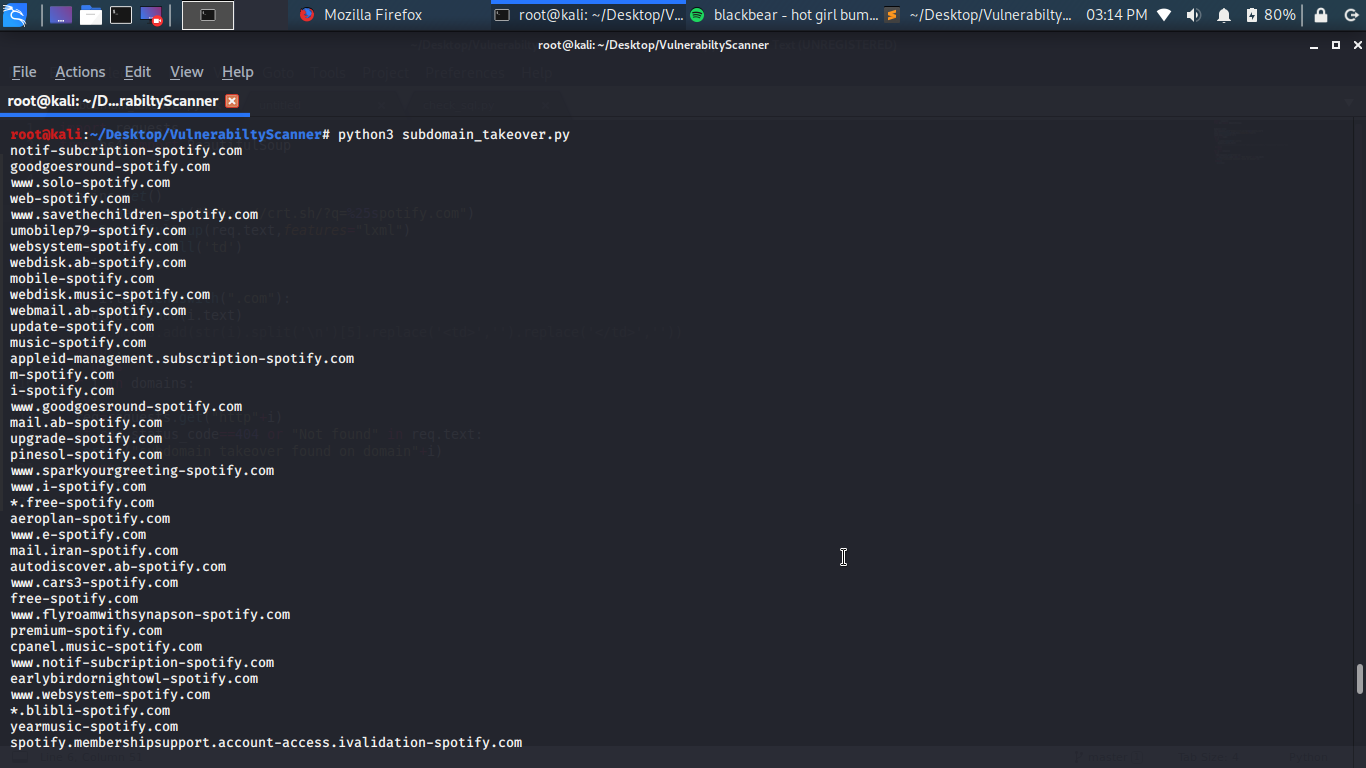 Mozilla Firefox
root@kali: ~/Desktop/V...
blackbear - hot girl bum...
~/Desktop/Vulnerabilty...
03:14 PM
80%
root@kali: ~/Desktop/VulnerabiltyScanner
File Actions Edit View Help
root@kali: ~/D...rabiltyScanner
root@kali:~/Desktop/VulnerabiltyScanner# python3 subdomain_takeover.py
notif-subcription-spotify.com
goodgoesround-spotify.com
www.solo-spotify.com
web-spotify.com
www.savethechildren-spotify.com
umobilep79-spotify.com
websystem-spotify.com
webdisk.ab-spotify.com
mobile-spotify.com
webdisk.music-spotify.com
webmail.ab-spotify.com
update-spotify.com
music-spotify.com
appleid-management.subscription-spotify.com
m-spotify.com
i-spotify.com
www.goodgoesround-spotify.com
mail.ab-spotify.com
upgrade-spotify.com
pinesol-spotify.com
www.sparkyourgreeting-spotify.com
www.i-spotify.com
*.free-spotify.com
aeroplan-spotify.com
www.e-spotify.com
mail.iran-spotify.com
autodiscover.ab-spotify.com
www.cars3-spotify.com
free-spotify.com
www.flyroamwithsynapson-spotify.com
premium-spotify.com
cpanel.music-spotify.com
www.notif-subcription-spotify.com
earlybirdornightowl-spotify.com
www.websystem-spotify.com
*.blibli-spotify.com
yearmusic-spotify.com
spotify.membershipsupport.account-access.ivalidation-spotify.com